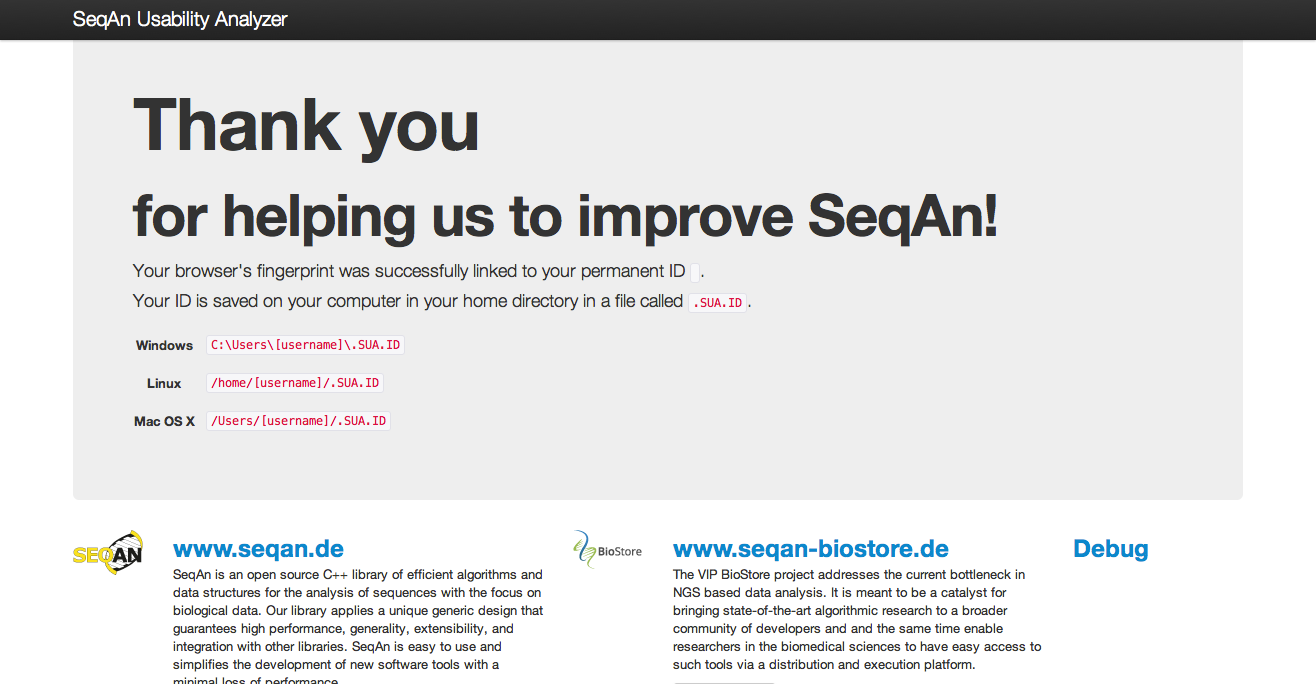 SeqAn Usability Analyzer
Thank you
for helping us to improve SeqAn!
Your browser's fingerprint was successfully linked to your permanent ID .
Your ID is saved on your computer in your home directory in a file called .SUA.ID.
Windows C:\Users\[username]\.SUA.ID
Linux /home/[username]/.SUA.ID
Mac OS X /Users/[username]/.SUA.ID
SEQAN
www.seqan.de
SeqAn is an open source C++ library of efficient algorithms and
data structures for the analysis of sequences with the focus on
biological data. Our library applies a unique generic design that
guarantees high performance, generality, extensibility, and
integration with other libraries. SeqAn is easy to use and
simplifies the development of new software tools with a
minimal loss of performance.
BioStore
www.seqan-biostore.de
The VIP BioStore project addresses the current bottleneck in
NGS based data analysis. It is meant to be a catalyst for
bringing state-of-the-art algorithmic research to a broader
community of developers and and the same time enable
researchers in the biomedical sciences to have easy access to
such tools via a distribution and execution platform.
Debug